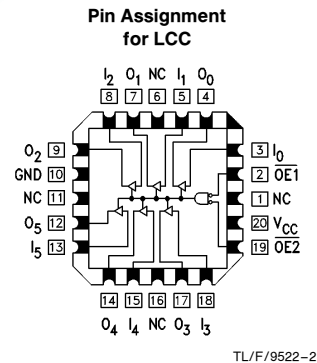 Pin Assignment
for LCC
I2 O1 NC I1 O0
8 7 6 5 4
O2 9 3 I0
GND 10 2 OE1
NC 11 1 NC
O5 12 20 VCC
I5 13 19 OE2
14 15 16 17 18
O4 I4 NC O3 I3
TL/F/9522–2